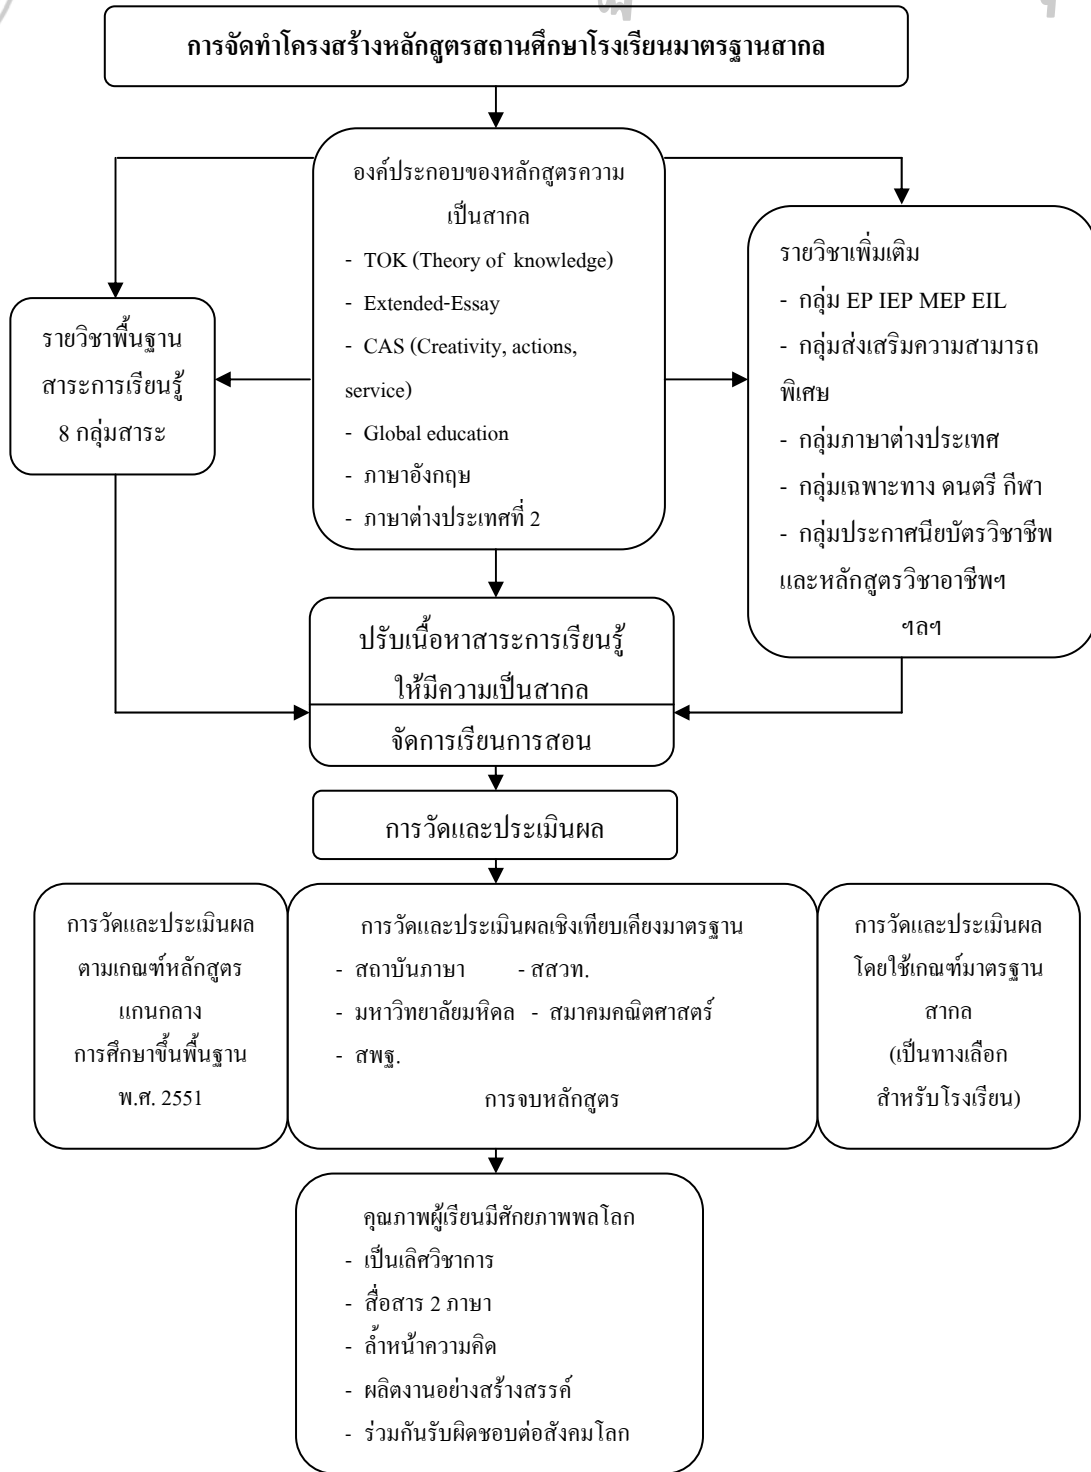 การจัดทำโครงสร้างหลักสูตรสถานศึกษาโรงเรียนมาตรฐานสากล
องค์ประกอบของหลักสูตรความ
เป็นสากล
- TOK (Theory of knowledge)
- Extended-Essay
- CAS (Creativity, actions,
service)
- Global education
- ภาษาอังกฤษ
- ภาษาต่างประเทศที่ 2
รายวิชาพื้นฐาน
สาระการเรียนรู้
8 กลุ่มสาระ
รายวิชาเพิ่มเติม
- กลุ่ม EP IEP MEP EIL
- กลุ่มส่งเสริมความสามารถ
พิเศษ
- กลุ่มภาษาต่างประเทศ
- กลุ่มเฉพาะทาง ดนตรี กีฬา
- กลุ่มประกาศนียบัตรวิชาชีพ
และหลักสูตรวิชาอาชีพฯ
ฯลฯ
ปรับเนื้อหาสาระการเรียนรู้
ให้มีความเป็นสากล
จัดการเรียนการสอน
การวัดและประเมินผล
การวัดและประเมินผล
ตามเกณฑ์หลักสูตร
แกนกลาง
การศึกษาขึ้นพื้นฐาน
พ.ศ. 2551
การวัดและประเมินผลเชิงเทียบเคียงมาตรฐาน
- สถาบันภาษา - สสวท.
- มหาวิทยาลัยมหิดล - สมาคมคณิตศาสตร์
- สพฐ.
การจบหลักสูตร
การวัดและประเมินผล
โดยใช้เกณฑ์มาตรฐาน
สากล
(เป็นทางเลือก
สำหรับโรงเรียน)
คุณภาพผู้เรียนมีศักยภาพพลโลก
- เป็นเลิศวิชาการ
- สื่อสาร 2 ภาษา
- ล้ำหน้าความคิด
- ผลิตงานอย่างสร้างสรรค์
- ร่วมกันรับผิดชอบต่อสังคมโลก